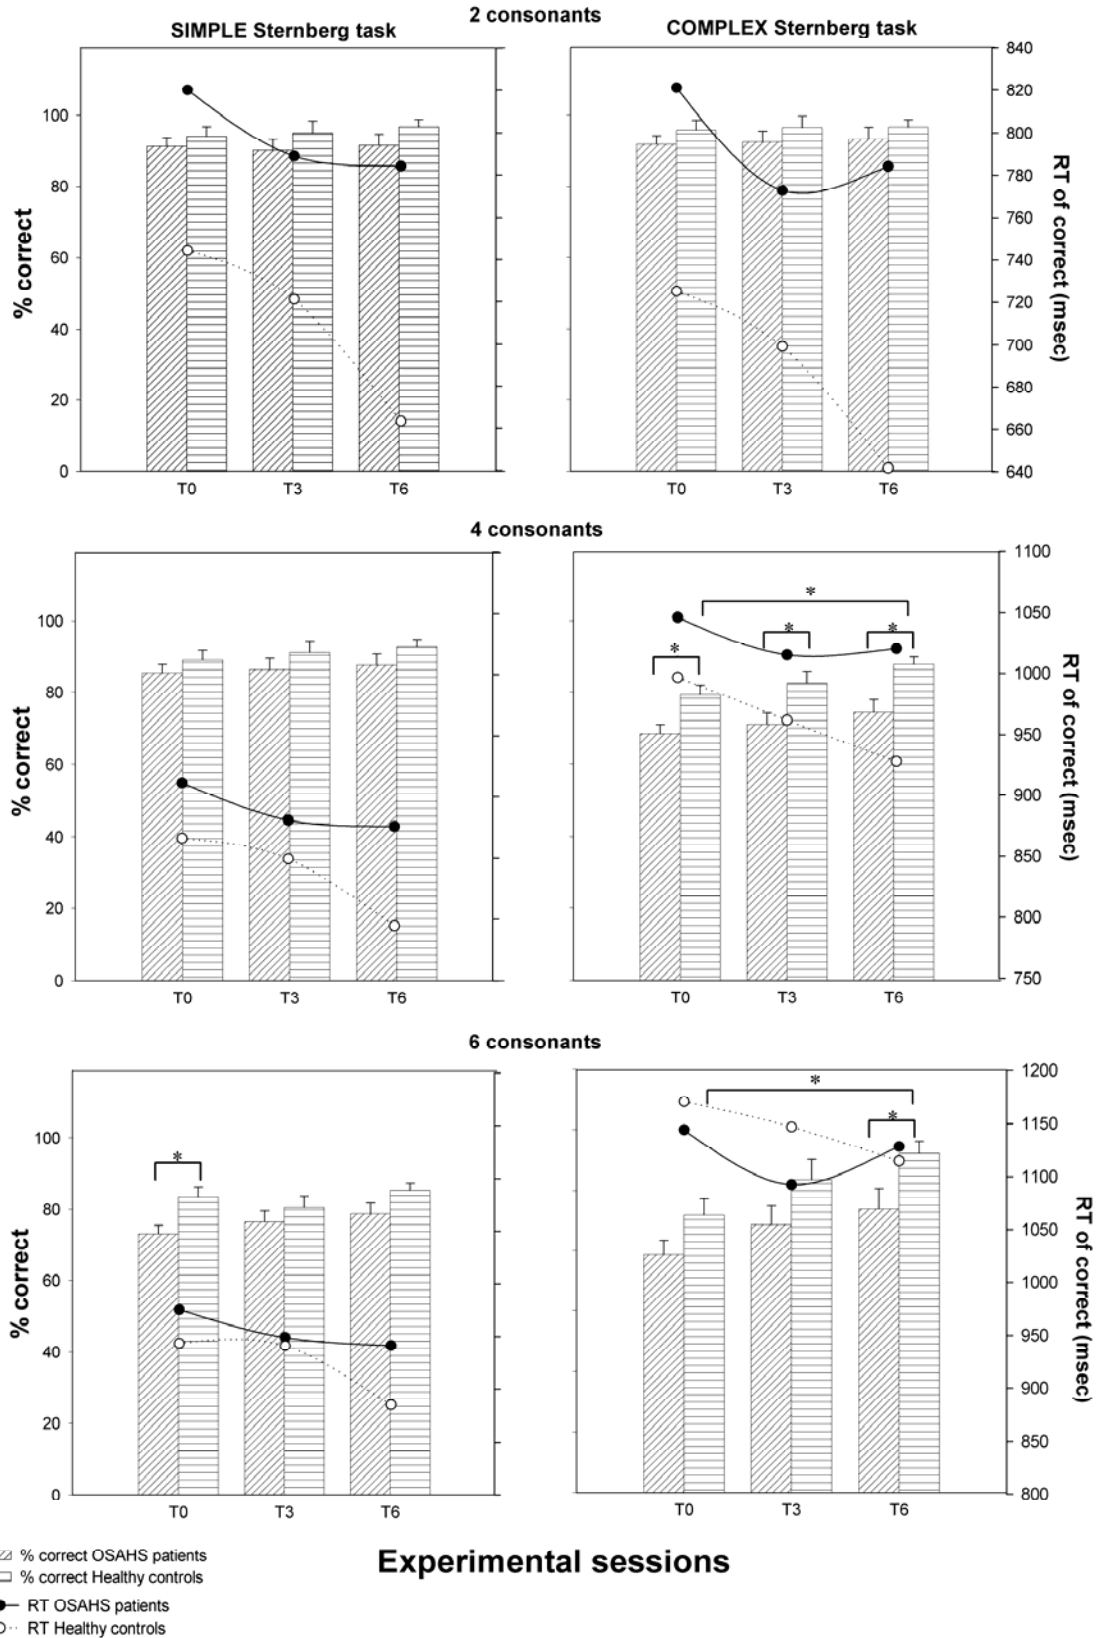 2 consonants
SIMPLE Sternberg task
COMPLEX Sternberg task
% correct
100
80
60
40
20
0
T0 T3 T6
T0 T3 T6
840
820
800
780
760
740
720
700
680
660
640
RT of correct (msec)
4 consonants
% correct
100
80
60
40
20
0
*
* * *
T0 T3 T6
T0 T3 T6
1100
1050
1000
950
900
850
800
750
RT of correct (msec)
6 consonants
% correct
100
80
60
40
20
0
*
*
*
T0 T3 T6
T0 T3 T6
1200
1150
1100
1050
1000
950
900
850
800
RT of correct (msec)
Experimental sessions
% correct OSAHS patients
% correct Healthy controls
RT OSAHS patients
RT Healthy controls